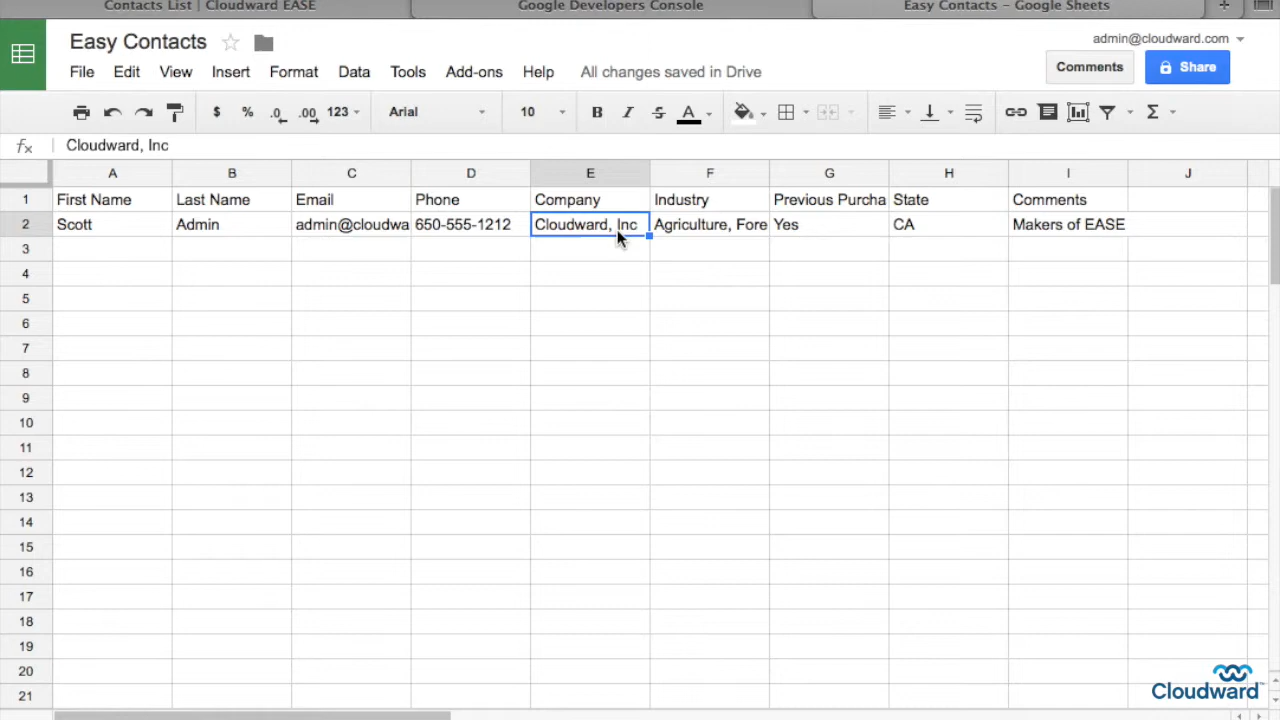 Contacts List | Cloudward EASE Google Developers Console Easy Contacts – Google Sheets +
Easy Contacts admin@cloudward.com
File Edit View Insert Format Data Tools Add-ons Help All changes saved in Drive Comments Share
$ % .0 .00 123 Arial 10 B I S A Σ
fx Cloudward, Inc
A B C D E F G H I J
1 First Name Last Name Email Phone Company Industry Previous Purcha State Comments
2 Scott Admin admin@cloudwa 650-555-1212 Cloudward, Inc Agriculture, Fore Yes CA Makers of EASE
3
4
5
6
7
8
9
10
11
12
13
14
15
16
17
18
19
20
21
Cloudward™